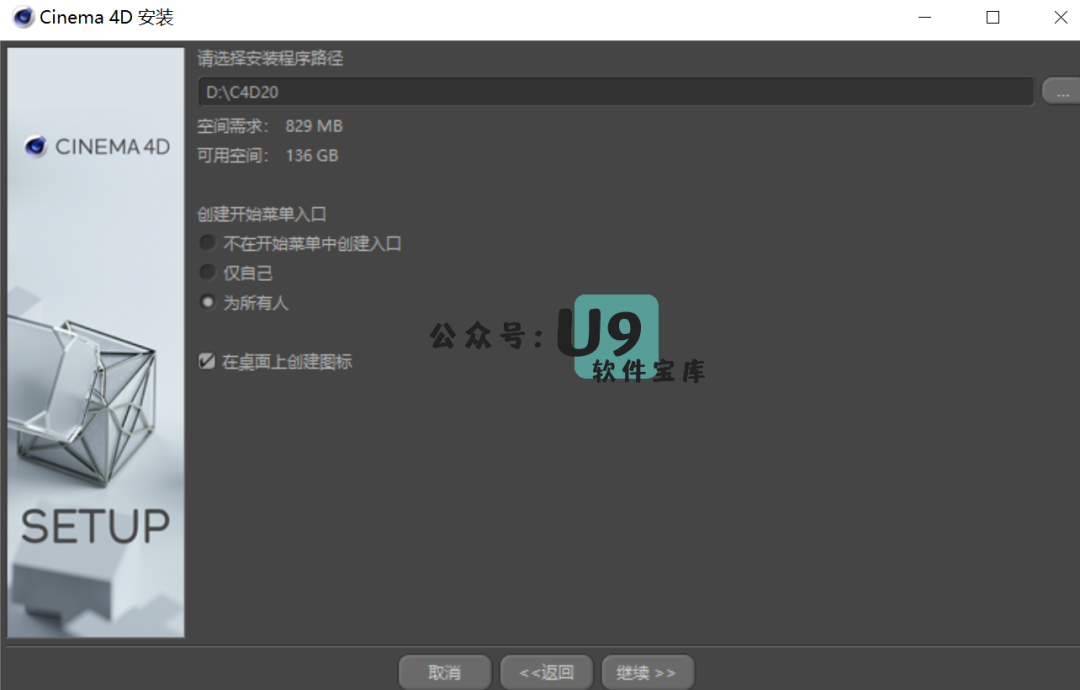 Cinema 4D 安装
请选择安装程序路径
D:\C4D20
...
CINEMA 4D
空间需求： 829 MB
可用空间： 136 GB
创建开始菜单入口
不在开始菜单中创建入口
仅自己
为所有人
公众号：U9
软件宝库
在桌面上创建图标
SETUP
取消
<<返回
继续 >>